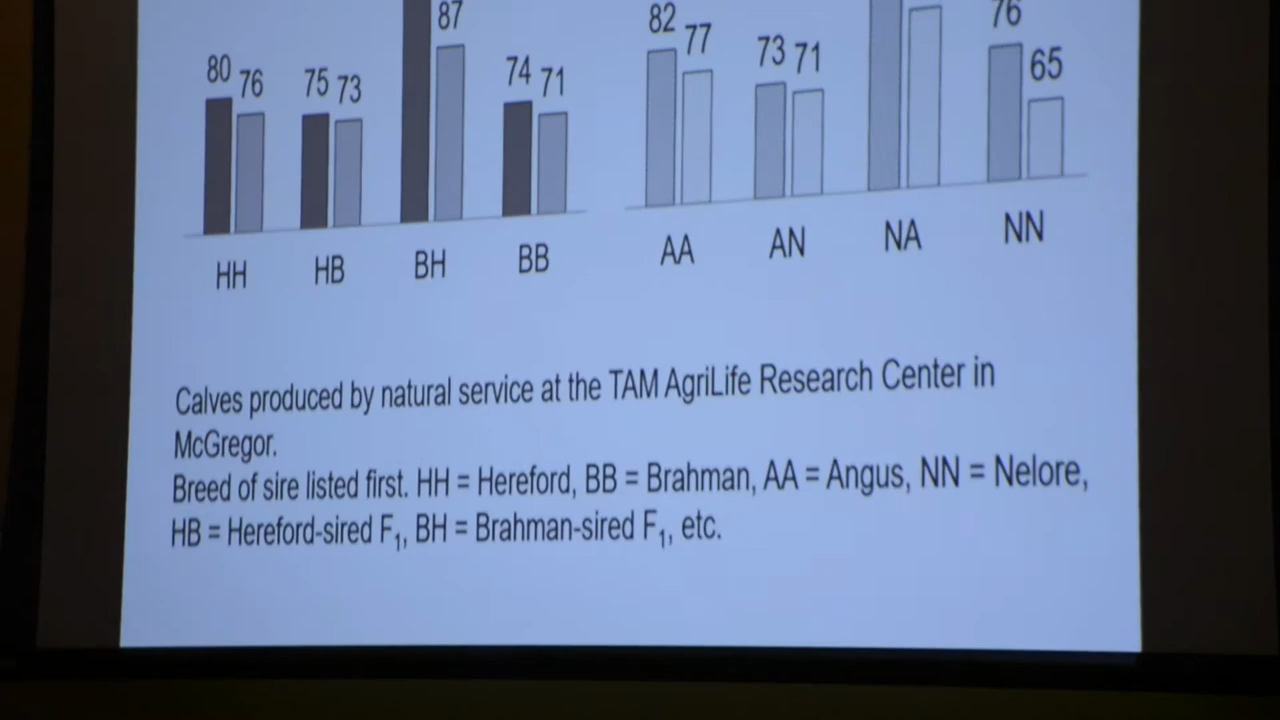 87
80 76 75 73 74 71
82 77 73 71 76 65
HH HB BH BB AA AN NA NN
Calves produced by natural service at the TAM AgriLife Research Center in
McGregor.
Breed of sire listed first. HH = Hereford, BB = Brahman, AA = Angus, NN = Nelore,
HB = Hereford-sired F1, BH = Brahman-sired F1, etc.